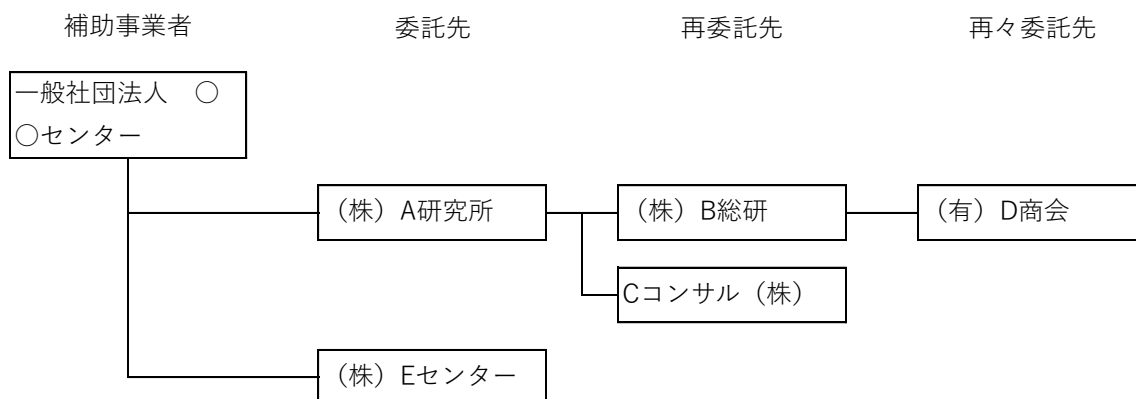 補助事業者 委託先 再委託先 再々委託先
一般社団法人　○
○センター
（株）A研究所 （株）B総研 （有）D商会
Cコンサル（株）
（株）Eセンター